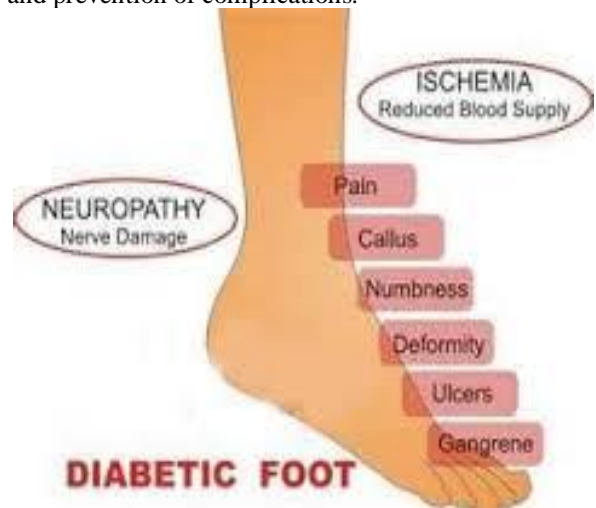 and prevention of complications.
ISCHEMIA
Reduced Blood Supply
Pain
NEUROPATHY
Nerve Damage
Callus
Numbness
Deformity
Ulcers
Gangrene
DIABETIC FOOT